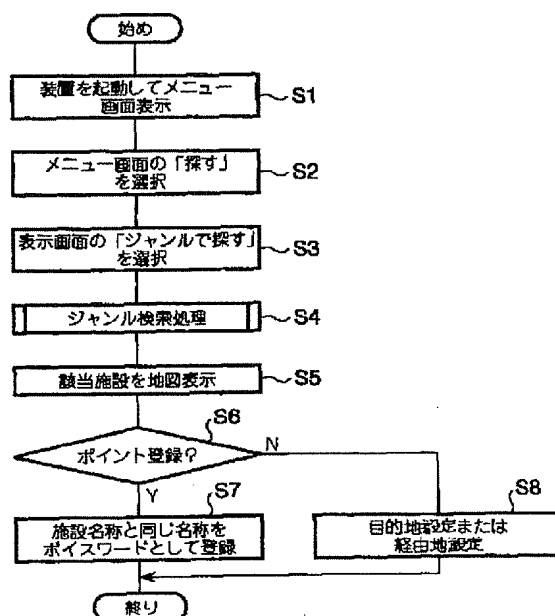 始め
装置を起動してメニュー
画面表示
S1
メニュー画面の「探す」
を選択
S2
表示画面の「ジャンルで探す」
を選択
S3
ジャンル検索処理
S4
該当施設を地図表示
S5
S6
ポイント登録?
N
Y
S7
施設名称と同じ名称を
ボイスワードとして登録
S8
目的地設定または
経由地設定
終り